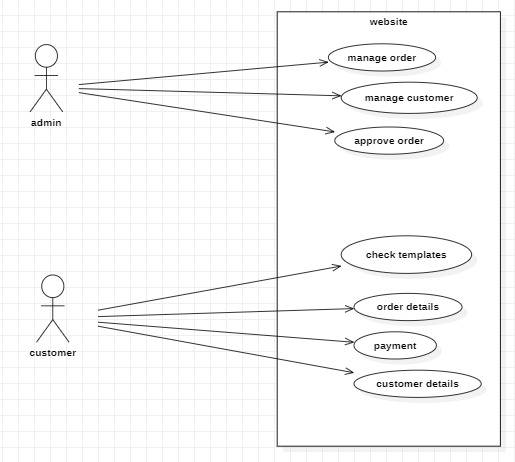 website
manage order
manage customer
admin
approve order
check templates
order details
payment
customer
customer details